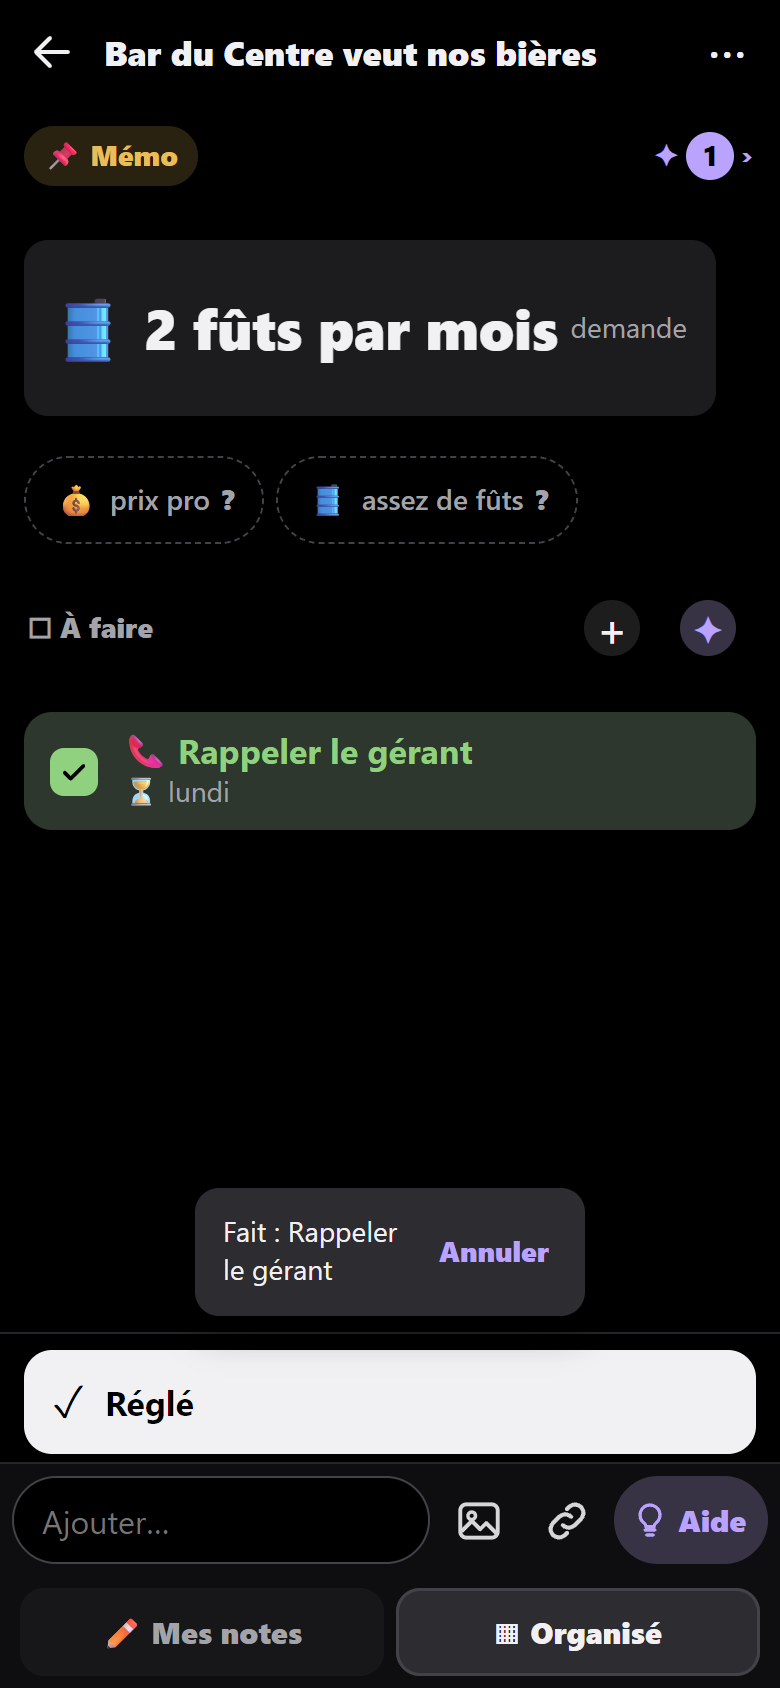 Bar du Centre veut nos bières
Mémo
1
2 fûts par mois demande
prix pro ?
assez de fûts ?
À faire
Rappeler le gérant
lundi
Fait : Rappeler
le gérant
Annuler
Réglé
Ajouter...
Aide
Mes notes
Organisé